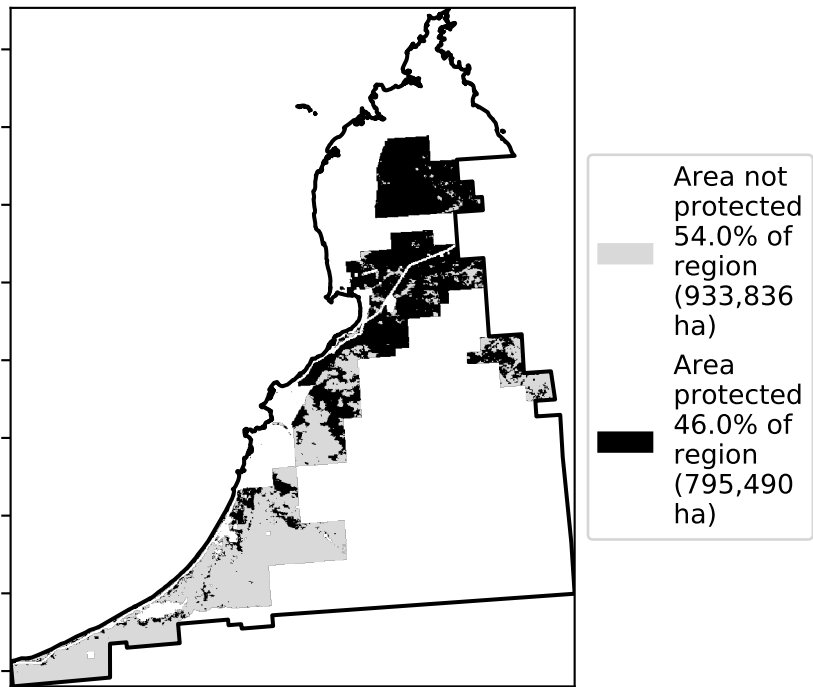 Area not
protected
54.0% of
region
(933,836
ha)
Area
protected
46.0% of
region
(795,490
ha)